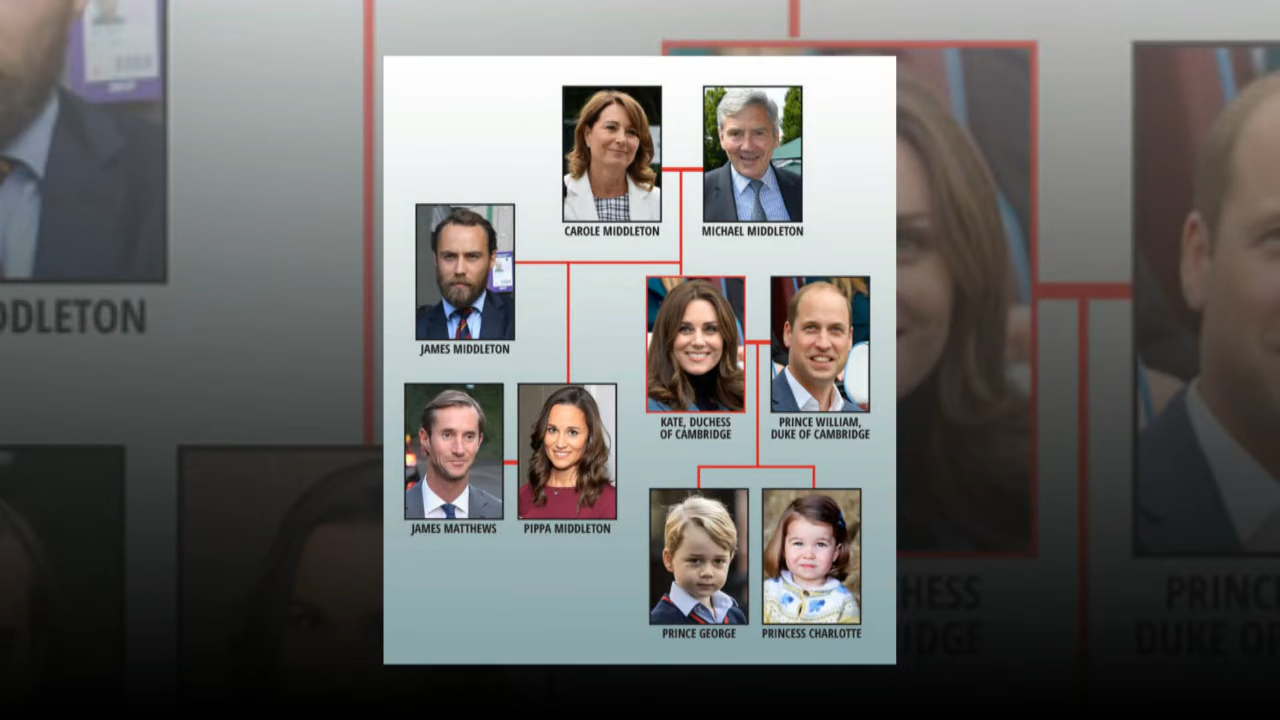 CAROLE MIDDLETON
MICHAEL MIDDLETON
JAMES MIDDLETON
KATE, DUCHESS
OF CAMBRIDGE
PRINCE WILLIAM,
DUKE OF CAMBRIDGE
JAMES MATTHEWS
PIPPA MIDDLETON
PRINCE GEORGE
PRINCESS CHARLOTTE
DDLETON
HESS
IDGE
PRINC
DUKE OF